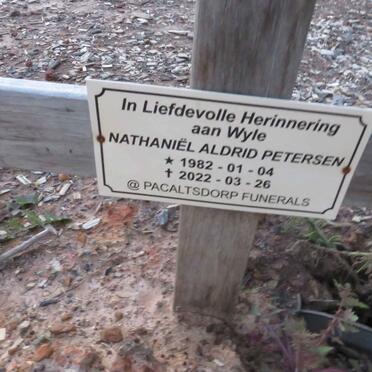 In Liefdevolle Herinnering
aan Wyle
NATHANIËL ALDRID PETERSEN
★ 1982 - 01 - 04
✝ 2022 - 03 - 26
@ PACALTSDORP FUNERALS